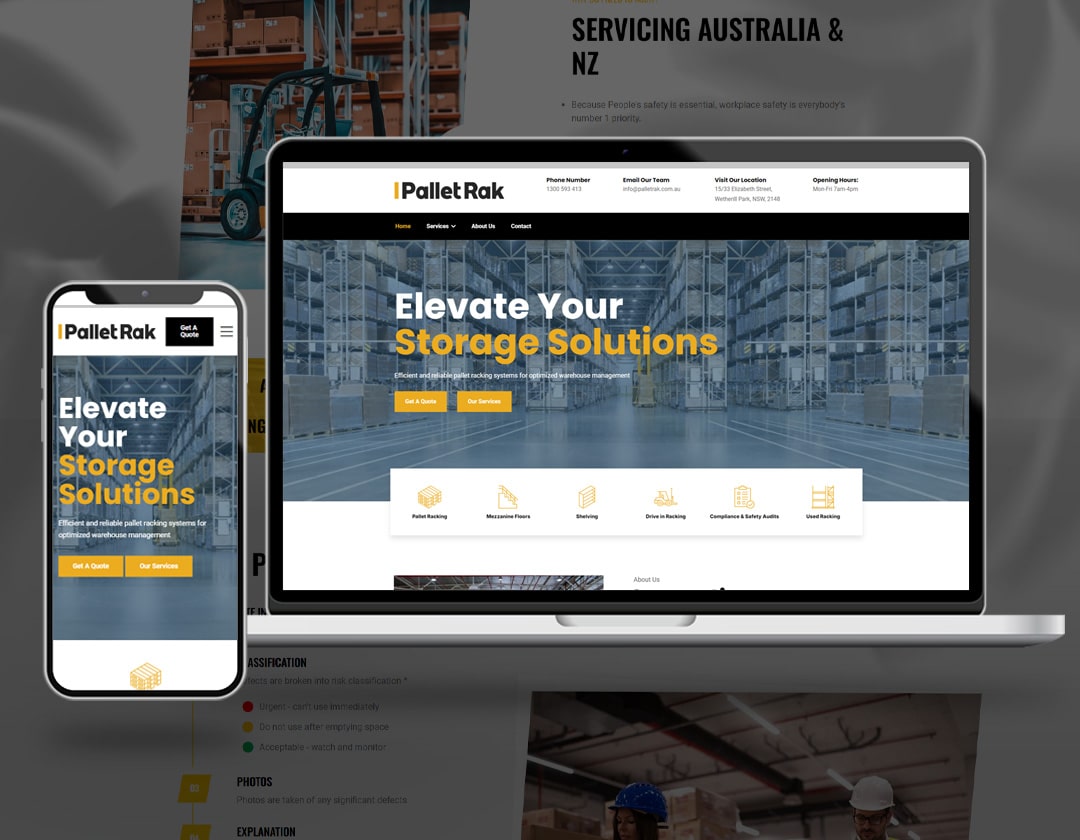 SERVICING AUSTRALIA &
NZ
Because People's safety is essential, workplace safety is everybody's
number 1 priority.
Pallet Rak
Phone Number
1300 593 413
Email Our Team
info@palletrak.com.au
Visit Our Location
15/33 Elizabeth Street,
Wetherill Park, NSW, 2148
Opening Hours:
Mon-Fri 7am-4pm
Home
Services
About Us
Contact
Elevate Your
Storage Solutions
Efficient and reliable pallet racking systems for optimized warehouse management
Get A Quote
Our Services
Pallet Racking
Mezzanine Floors
Shelving
Drive in Racking
Compliance & Safety Audits
Used Racking
About Us
Pallet Rak
Get A
Quote
Elevate
Your
Storage
Solutions
Efficient and reliable pallet racking systems for
optimized warehouse management
Get A Quote
Our Services
ASSIFICATION
fects are broken into risk classification *
Urgent - can't use immediately
Do not use after emptying space
Acceptable - watch and monitor
03
PHOTOS
Photos are taken of any significant defects
04
EXPLANATION